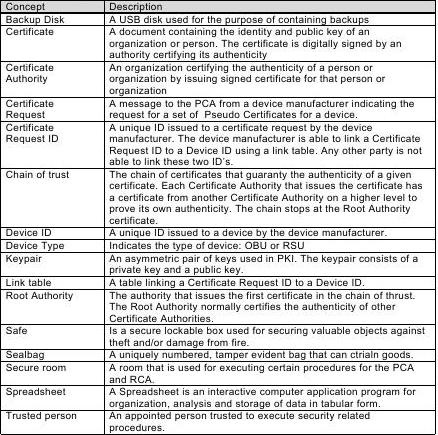 Concept Description
Backup Disk A USB disk used for the purpose of containing backups
Certificate A document containing the identity and public key of an
organization or person. The certificate is digitally signed by an
authority certifying its authenticity
Certificate An organization certifying the authenticity of a person or
Authority organization by issuing signed certificate for that person or
organization
Certificate A message to the PCA from a device manufacturer indicating the
Request request for a set of Pseudo Certificates for a device.
Certificate A unique ID issued to a certificate request by the device
Request ID manufacturer. The device manufacturer is able to link a Certificate
Request ID to a Device ID using a link table. Any other party is not
able to link these two ID's.
Chain of trust The chain of certificates that guaranty the authenticity of a given
certificate. Each Certificate Authority that issues the certificate has
a certificate from another Certificate Authority on a higher level to
prove its own authenticity. The chain stops at the Root Authority
certificate.
Device ID A unique ID issued to a device by the device manufacturer.
Device Type Indicates the type of device: OBU or RSU
Keypair An asymmetric pair of keys used in PKI. The keypair consists of a
private key and a public key.
Link table A table linking a Certificate Request ID to a Device ID.
Root Authority The authority that issues the first certificate in the chain of thrust.
The Root Authority normally certifies the authenticity of other
Certificate Authorities.
Safe Is a secure lockable box used for securing valuable objects against
theft and/or damage from fire.
Sealbag A uniquely numbered, tamper evident bag that can ctrialn goods.
Secure room A room that is used for executing certain procedures for the PCA
and RCA.
Spreadsheet A Spreadsheet is an interactive computer application program for
organization, analysis and storage of data in tabular form.
Trusted person An appointed person trusted to execute security related
procedures.